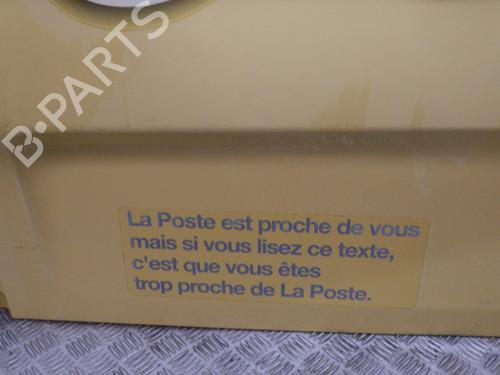 B-PARTS
La Poste est proche de vous
mais si vous lisez ce texte,
c'est que vous êtes
trop proche de La Poste.